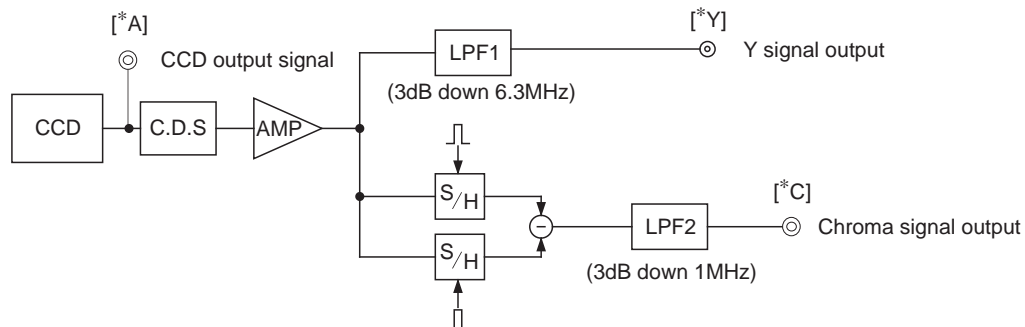 [*A]
[*Y]
CCD output signal
LPF1
Y signal output
(3dB down 6.3MHz)
CCD
C.D.S
AMP
S/H
[*C]
S/H
LPF2
Chroma signal output
(3dB down 1MHz)